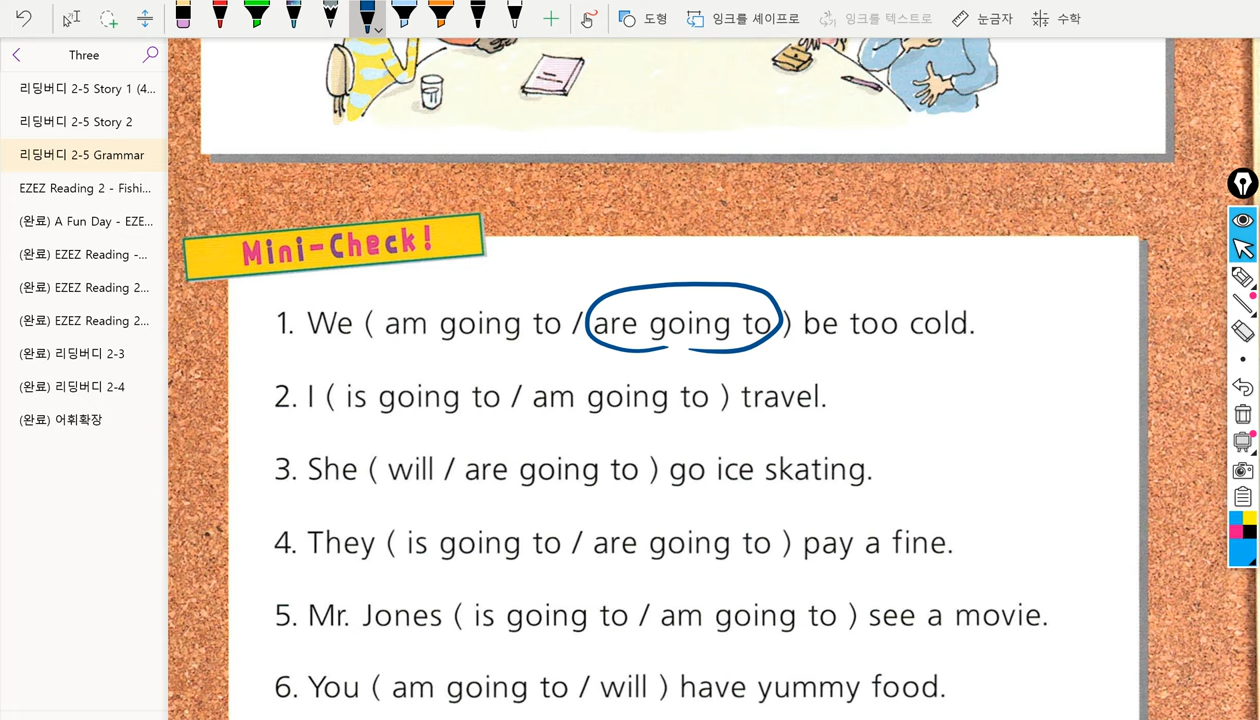 도형
잉크를 셰이프로
잉크를 텍스트로
눈금자
수학
Three
리딩버디 2-5 Story 1 (4...
리딩버디 2-5 Story 2
리딩버디 2-5 Grammar
EZEZ Reading 2 - Fishi...
(완료) A Fun Day - EZE...
(완료) EZEZ Reading -...
(완료) EZEZ Reading 2...
(완료) EZEZ Reading 2...
(완료) 리딩버디 2-3
(완료) 리딩버디 2-4
(완료) 어휘확장
Mini-Check!
1. We ( am going to / are going to ) be too cold.
2. I ( is going to / am going to ) travel.
3. She ( will / are going to ) go ice skating.
4. They ( is going to / are going to ) pay a fine.
5. Mr. Jones ( is going to / am going to ) see a movie.
6. You ( am going to / will ) have yummy food.